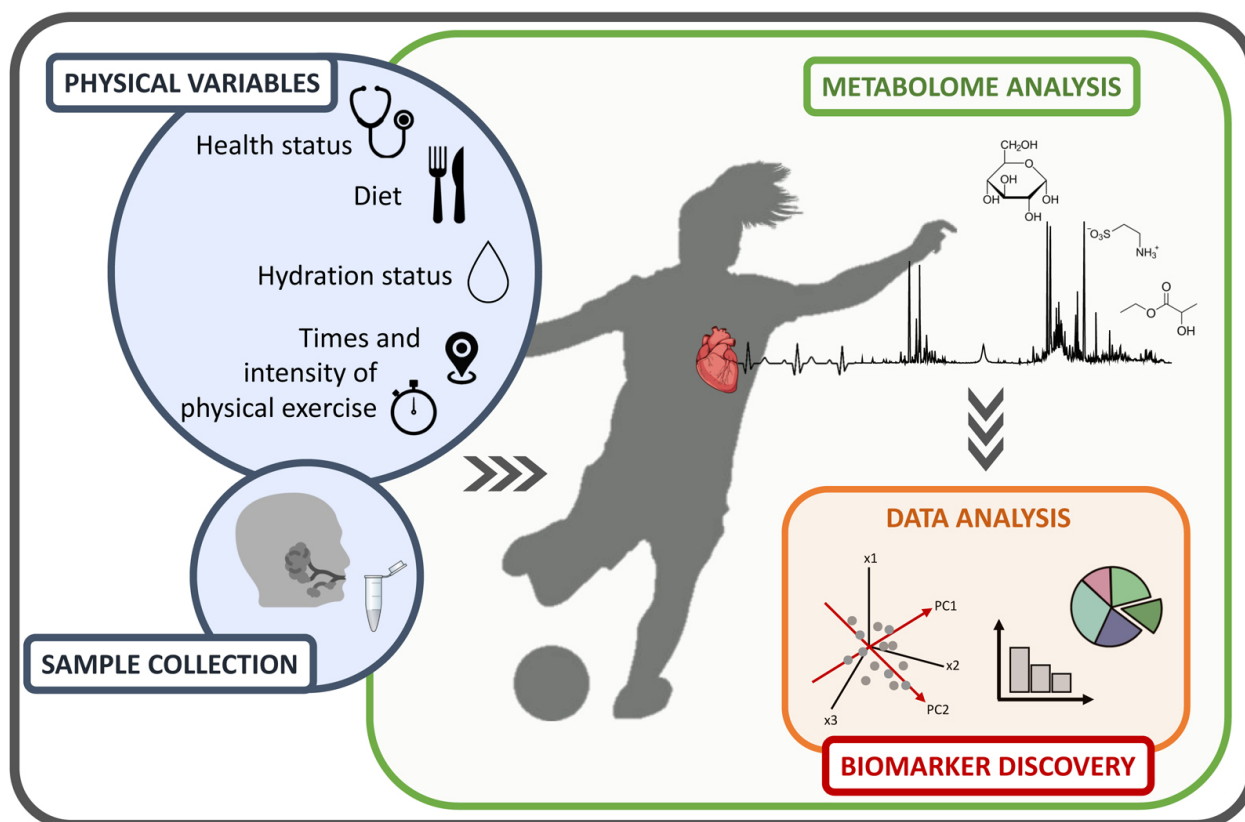 PHYSICAL VARIABLES
Health status
Diet
Hydration status
Times and
intensity of
physical exercise
SAMPLE COLLECTION
METABOLOME ANALYSIS
CH₂OH
O
OH
OH
OH
OH
⁻O₃S
NH₃⁺
O
O
OH
DATA ANALYSIS
x1
PC1
x2
x3
PC2
BIOMARKER DISCOVERY